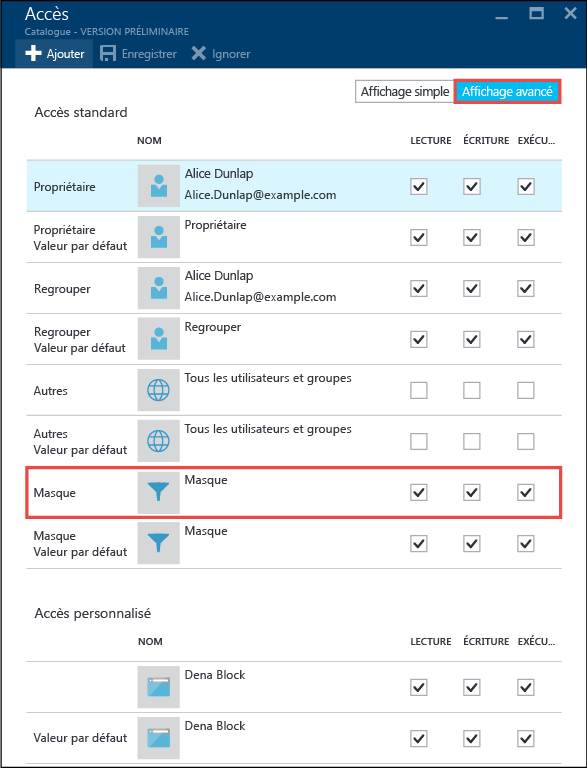 Accès
Catalogue - VERSION PRÉLIMINAIRE
Ajouter Enregistrer Ignorer
Affichage simple Affichage avancé
Accès standard
NOM LECTURE ÉCRITURE EXÉCU...
Propriétaire Alice Dunlap
Alice.Dunlap@example.com
Propriétaire
Valeur par défaut Propriétaire
Regrouper Alice Dunlap
Alice.Dunlap@example.com
Regrouper
Valeur par défaut Regrouper
Autres Tous les utilisateurs et groupes
Autres
Valeur par défaut Tous les utilisateurs et groupes
Masque Masque
Masque
Valeur par défaut Masque
Accès personnalisé
NOM LECTURE ÉCRITURE EXÉCU...
Dena Block
Valeur par défaut Dena Block